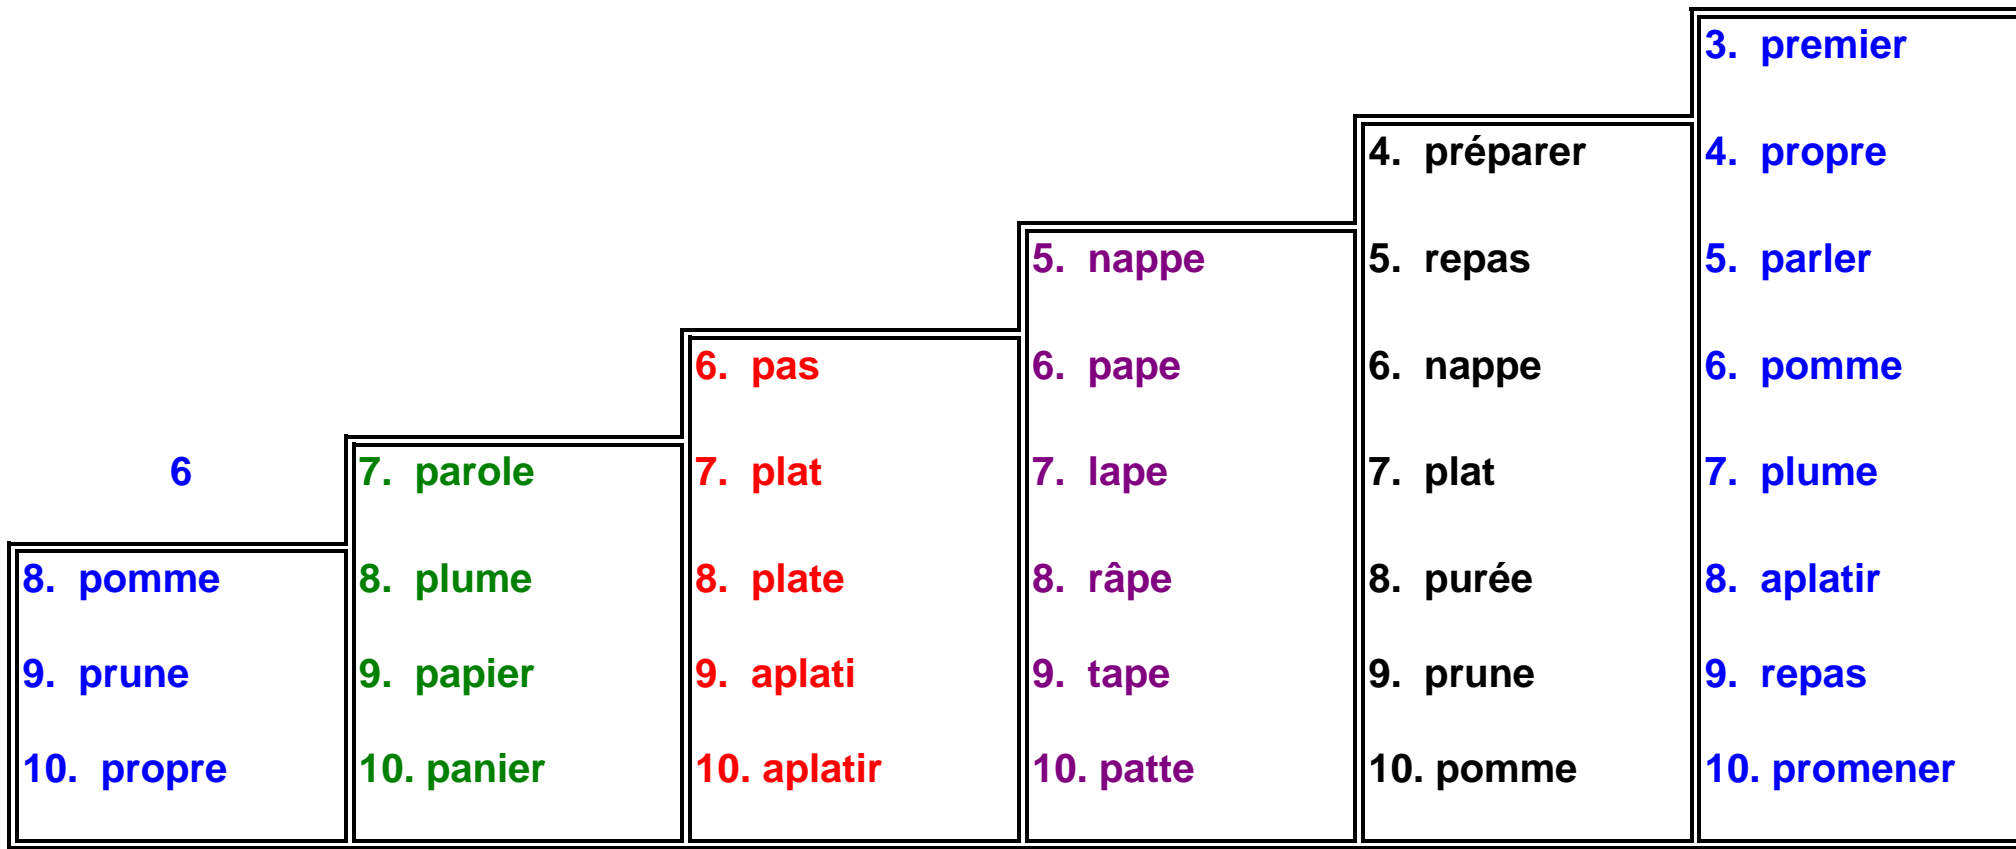 3. premier
4. préparer 4. propre
5. nappe 5. repas 5. parler
6. pas 6. pape 6. nappe 6. pomme
6 7. parole 7. plat 7. lape 7. plat 7. plume
8. pomme 8. plume 8. plate 8. râpe 8. purée 8. aplatir
9. prune 9. papier 9. aplati 9. tape 9. prune 9. repas
10. propre 10. panier 10. aplatir 10. patte 10. pomme 10. promener